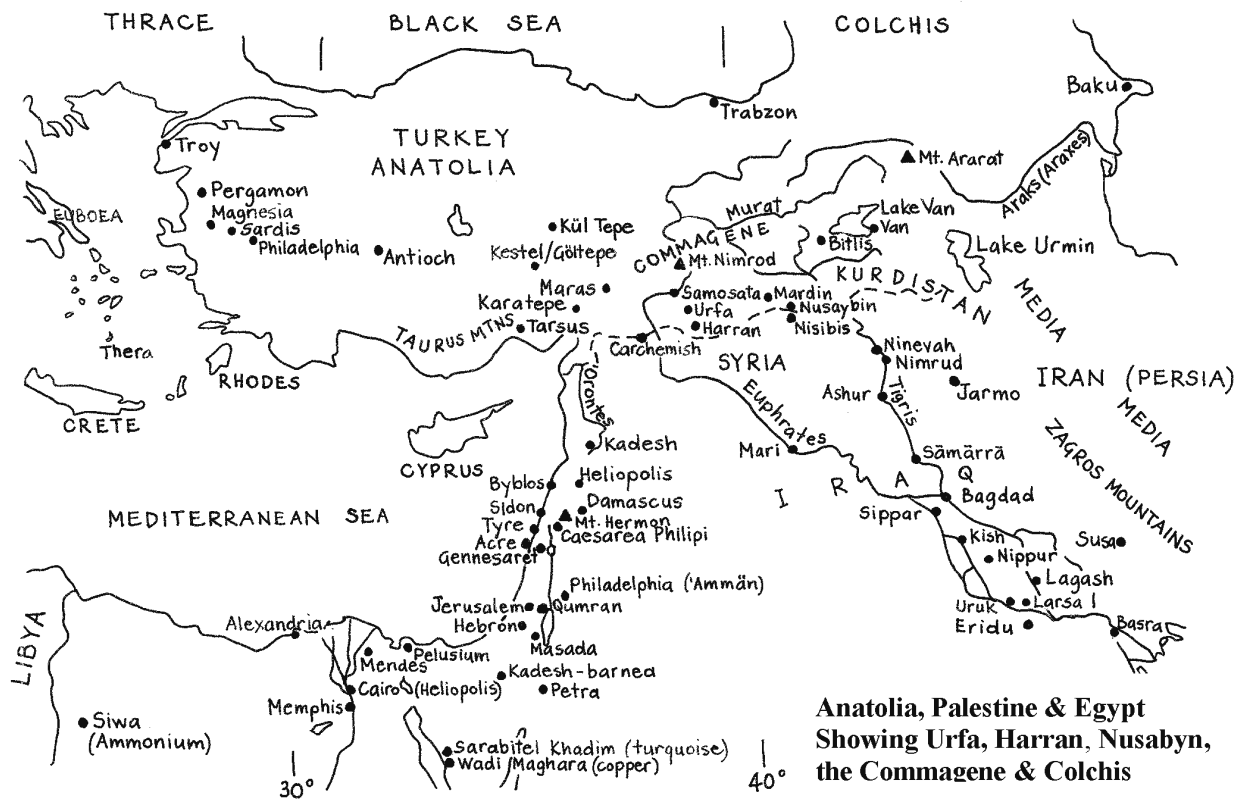 THRACE
BLACK SEA
COLCHIS
Baku
Trabzon
Troy
TURKEY
ANATOLIA
Mt. Ararat
Araks (Araxes)
Pergamon
Magnesia
Sardis
Philadelphia
EUBOEA
Antioch
Kül Tepe
Kestel/Göltepe
Murat
Lake Van
Van
Bitlis
Lake Urmin
COMMAGENE
Mt. Nimrod
KURDISTAN
MEDIA
Maras
Karatepe
Samosata
Mardin
Urfa
Nusaybin
Harran
Nisibis
TAURUS MTNS
Tarsus
Carchemish
Thera
RHODES
CRETE
SYRIA
Ninevah
Nimrud
Jarmo
IRAN (PERSIA)
MEDIA
ZAGROS MOUNTAINS
Ashur
Tigris
Euphrates
Orontes
Kadesh
CYPRUS
Mari
Sāmārrā
IRAQ
Bagdad
Sippar
Byblos
Heliopolis
Sidon
Damascus
MEDITERRANEAN SEA
Tyre
Mt. Hermon
Caesarea Philipi
Acre
Gennesaret
Kish
Nippur
Susa
Lagash
Philadelphia ('Ammän)
Jerusalem
Qumran
Uruk
Larsa
Hebron
Eridu
Basra
Masada
LIBYA
Alexandria
Mendes
Pelusium
Kadesh-barnea
Cairo (Heliopolis)
Petra
Memphis
Siwa
(Ammonium)
Sarabitel Khadim (turquoise)
Wadi Maghara (copper)
30°
40°
Anatolia, Palestine & Egypt
Showing Urfa, Harran, Nusabyn,
the Commagene & Colchis